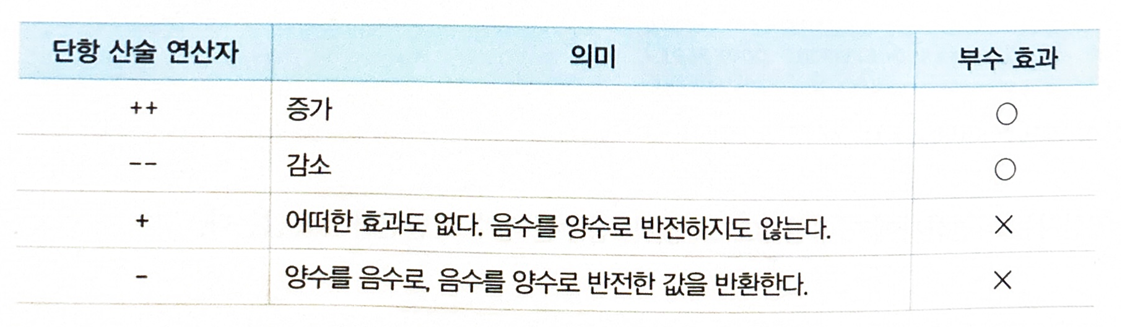 단항 산술 연산자 의미 부수 효과
++ 증가 ○
-- 감소 ○
+ 어떠한 효과도 없다. 음수를 양수로 반전하지도 않는다. ×
- 양수를 음수로, 음수를 양수로 반전한 값을 반환한다. ×